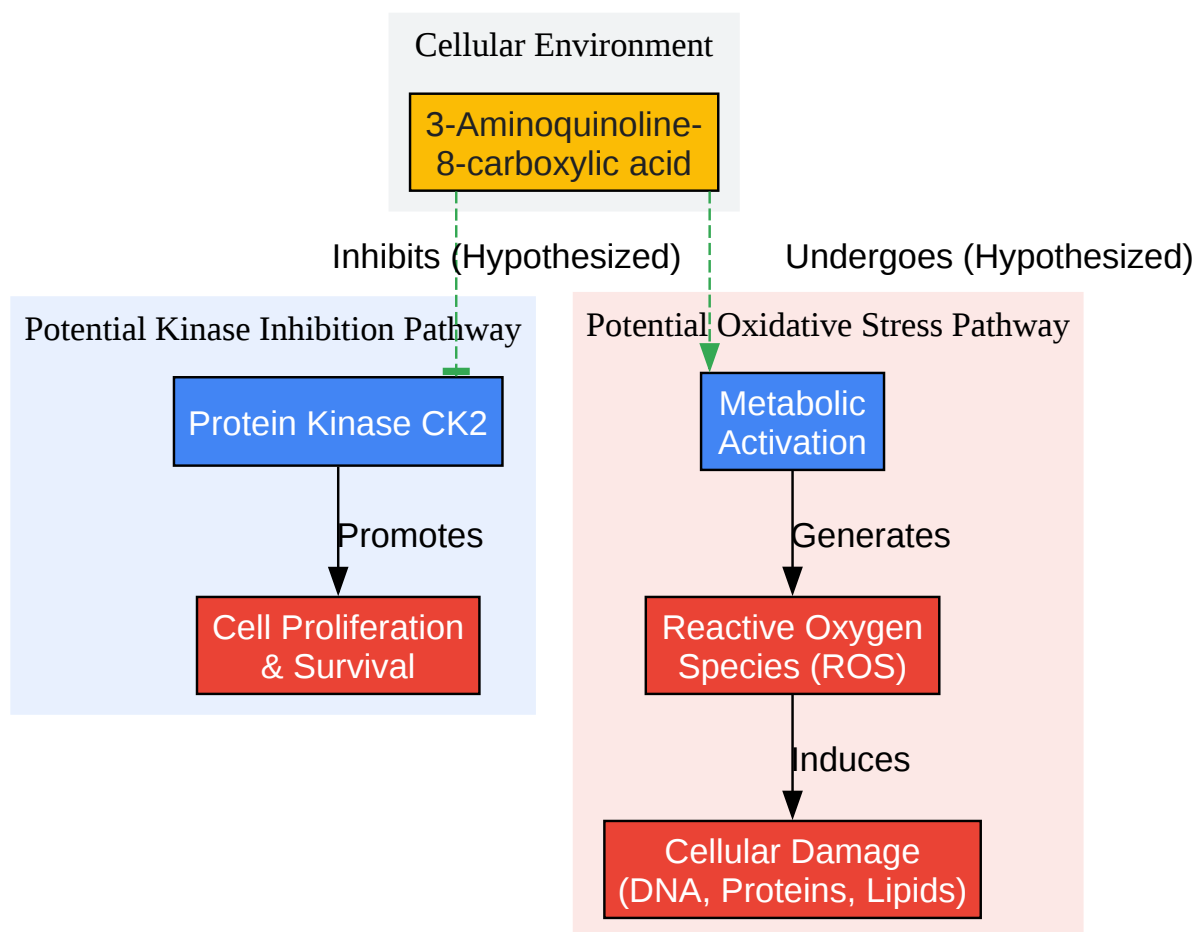 Cellular Environment
3-Aminoquinoline-
8-carboxylic acid
Inhibits (Hypothesized)
Undergoes (Hypothesized)
Potential Kinase Inhibition Pathway
Potential Oxidative Stress Pathway
Protein Kinase CK2
Metabolic
Activation
Promotes
Generates
Cell Proliferation
& Survival
Reactive Oxygen
Species (ROS)
Induces
Cellular Damage
(DNA, Proteins, Lipids)